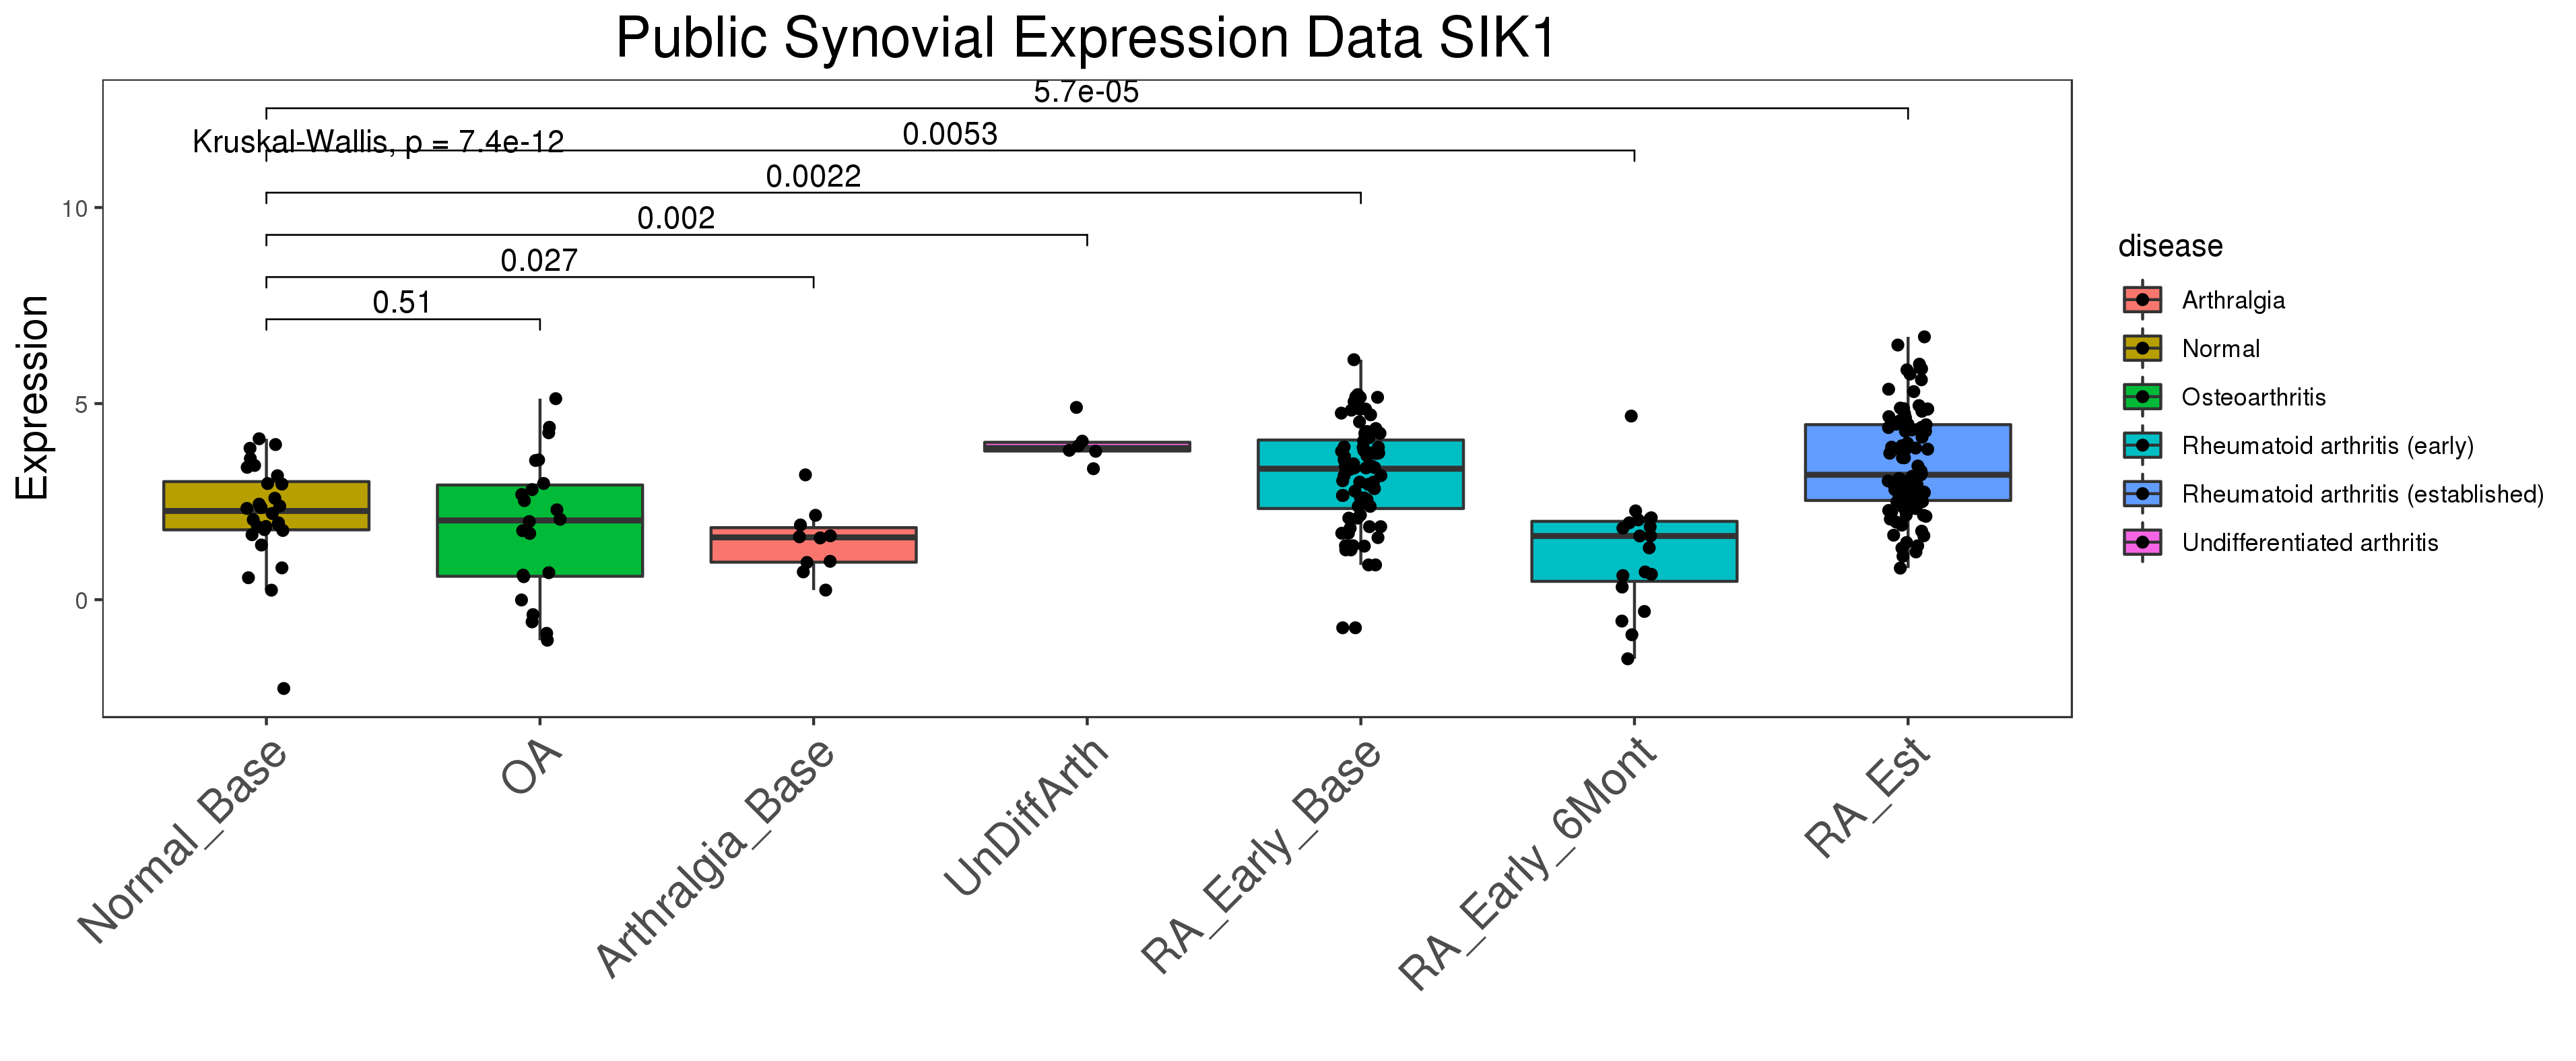 Public Synovial Expression Data SIK1
5.7e-05
Kruskal-Wallis, p = 7.4e-12
0.0053
0.0022
0.002
0.027
0.51
Expression
10
5
0
Normal_Base
OA
Arthralgia_Base
UnDiffArth
RA_Early_Base
RA_Early_6Mont
RA_Est
disease
Arthralgia
Normal
Osteoarthritis
Rheumatoid arthritis (early)
Rheumatoid arthritis (established)
Undifferentiated arthritis